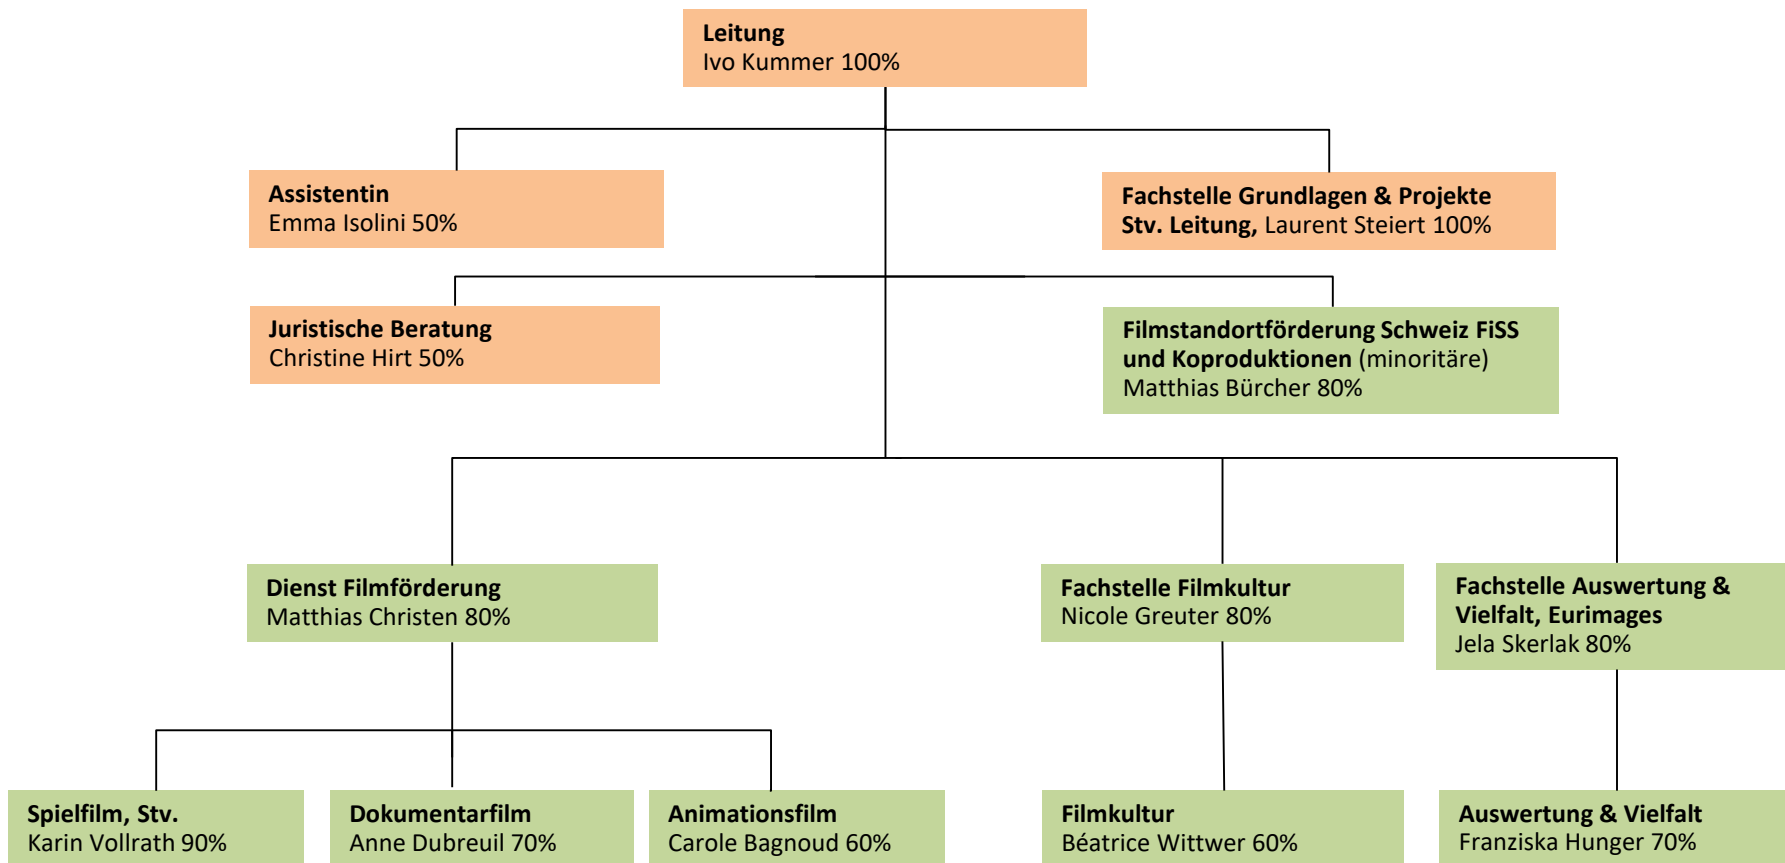 Leitung
Ivo Kummer 100%
Assistentin
Emma Isolini 50%
Fachstelle Grundlagen & Projekte
Stv. Leitung, Laurent Steiert 100%
Juristische Beratung
Christine Hirt 50%
Filmstandortförderung Schweiz FiSS
und Koproduktionen (minoritäre)
Matthias Bürcher 80%
Dienst Filmförderung
Matthias Christen 80%
Fachstelle Filmkultur
Nicole Greuter 80%
Fachstelle Auswertung &
Vielfalt, Eurimages
Jela Skerlak 80%
Spielfilm, Stv.
Karin Vollrath 90%
Dokumentarfilm
Anne Dubreuil 70%
Animationsfilm
Carole Bagnoud 60%
Filmkultur
Béatrice Wittwer 60%
Auswertung & Vielfalt
Franziska Hunger 70%